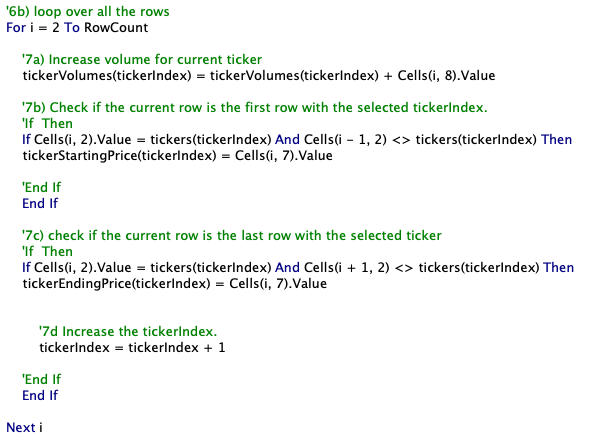 '6b) loop over all the rows
For i = 2 To RowCount
'7a) Increase volume for current ticker
tickerVolumes(tickerIndex) = tickerVolumes(tickerIndex) + Cells(i, 8).Value
'7b) Check if the current row is the first row with the selected tickerIndex.
'If  Then
If Cells(i, 2).Value = tickers(tickerIndex) And Cells(i - 1, 2) <> tickers(tickerIndex) Then
tickerStartingPrice(tickerIndex) = Cells(i, 7).Value
'End If
End If
'7c) check if the current row is the last row with the selected ticker
'If  Then
If Cells(i, 2).Value = tickers(tickerIndex) And Cells(i + 1, 2) <> tickers(tickerIndex) Then
tickerEndingPrice(tickerIndex) = Cells(i, 7).Value
'7d Increase the tickerIndex.
tickerIndex = tickerIndex + 1
'End If
End If
Next i